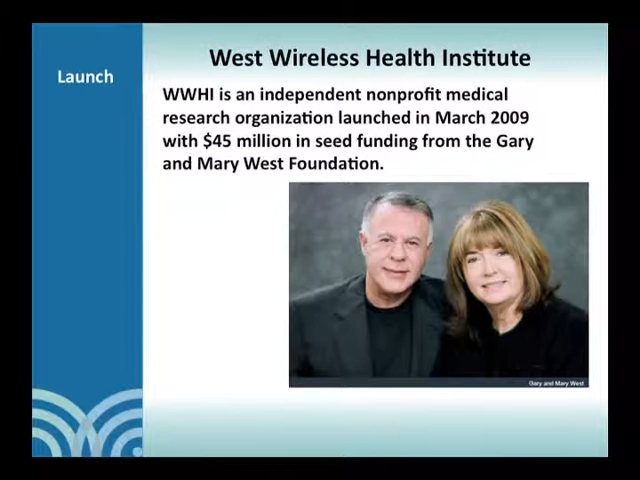 West Wireless Health Institute
Launch
WWHI is an independent nonprofit medical
research organization launched in March 2009
with $45 million in seed funding from the Gary
and Mary West Foundation.
Gary and Mary West